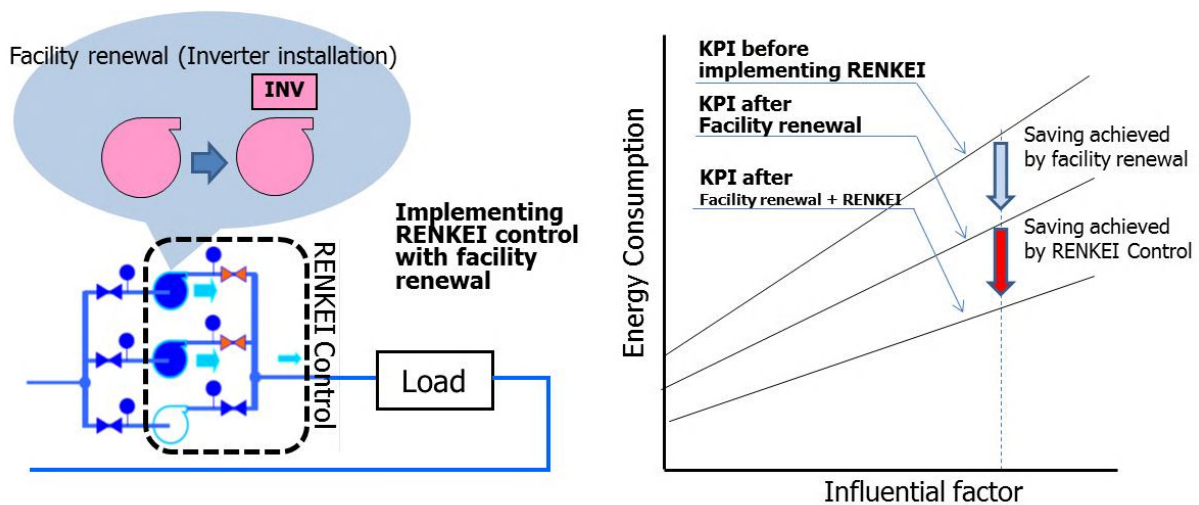 Facility renewal (Inverter installation)
INV
Implementing
RENKEI control
with facility
renewal
RENKEI Control
Load
KPI before
implementing RENKEI
KPI after
Facility renewal
KPI after
Facility renewal + RENKEI
Saving achieved
by facility renewal
Saving achieved
by RENKEI Control
Energy Consumption
Influential factor